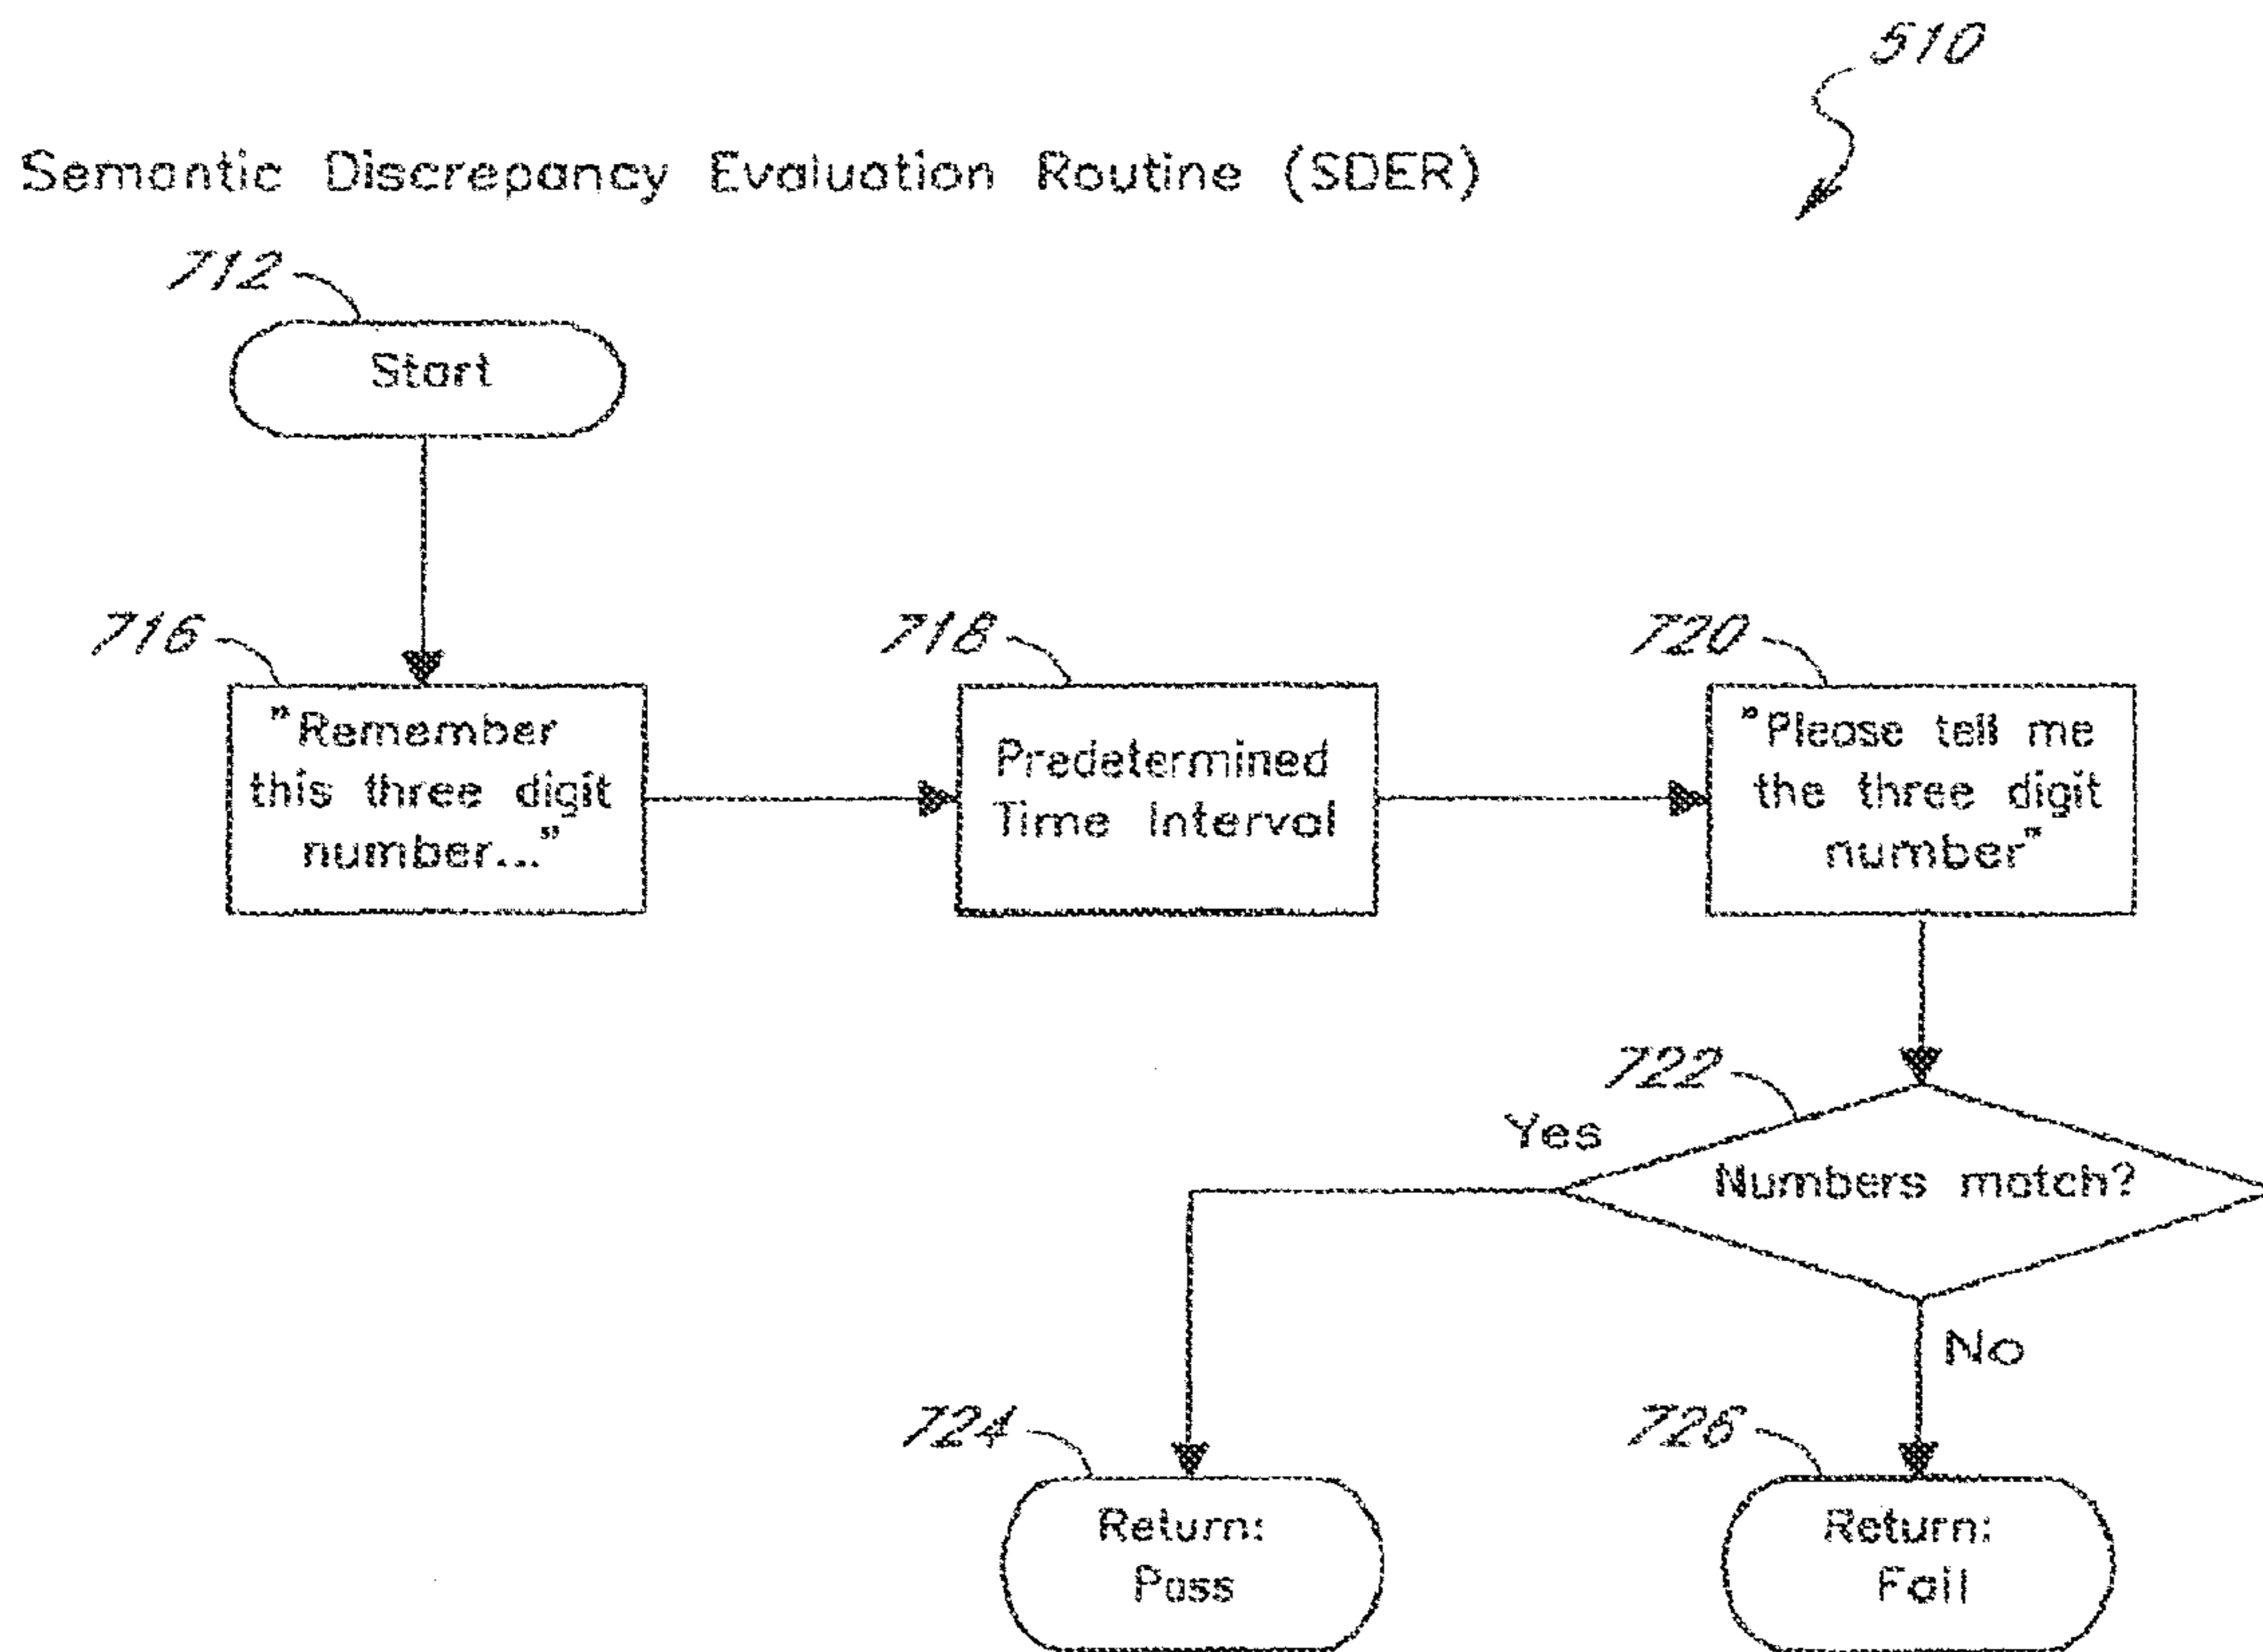 510
Semantic Discrepancy Evaluation Routine (SDER)
712
Start
716
718
720
"Remember
this three digit
number..."
Predetermined
Time Interval
"Please tell me
the three digit
number"
722
Yes
Numbers match?
No
724
726
Return:
Pass
Return:
Fail